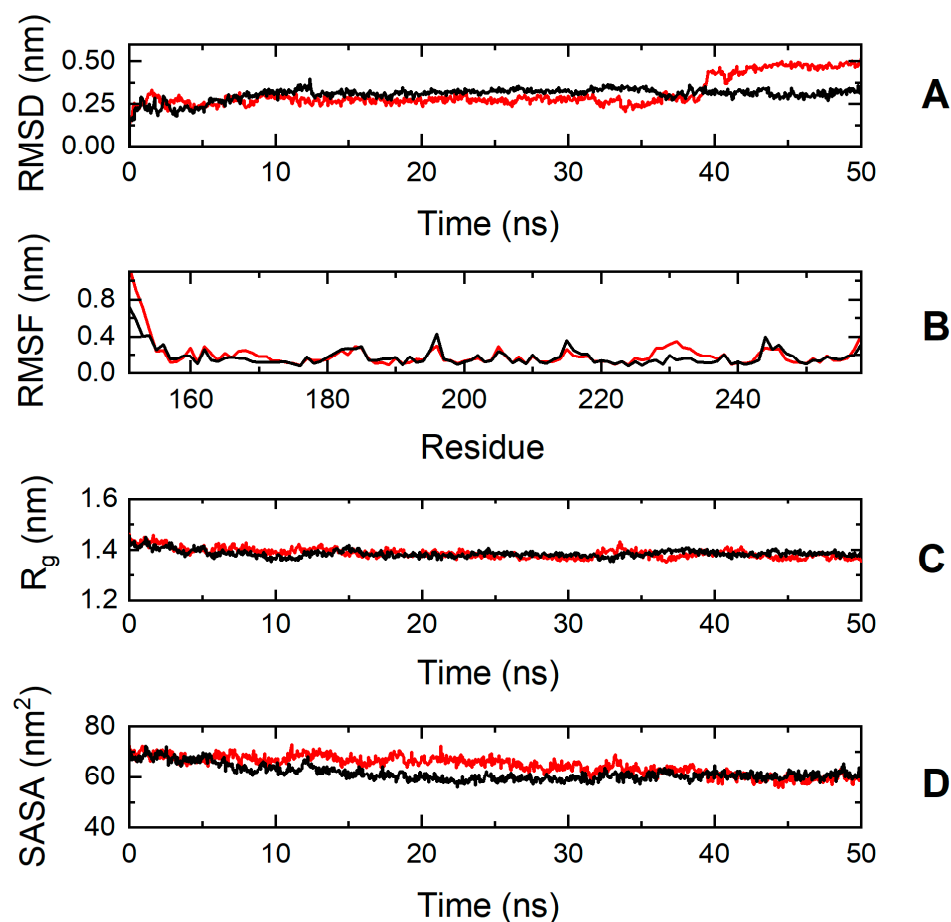 RMSD (nm)
0.50
0.25
0.00
0 10 20 30 40 50
Time (ns)
A
RMSF (nm)
0.8
0.4
0.0
160 180 200 220 240
Residue
B
Rg (nm)
1.6
1.4
1.2
0 10 20 30 40 50
Time (ns)
C
SASA (nm²)
80
60
40
0 10 20 30 40 50
Time (ns)
D